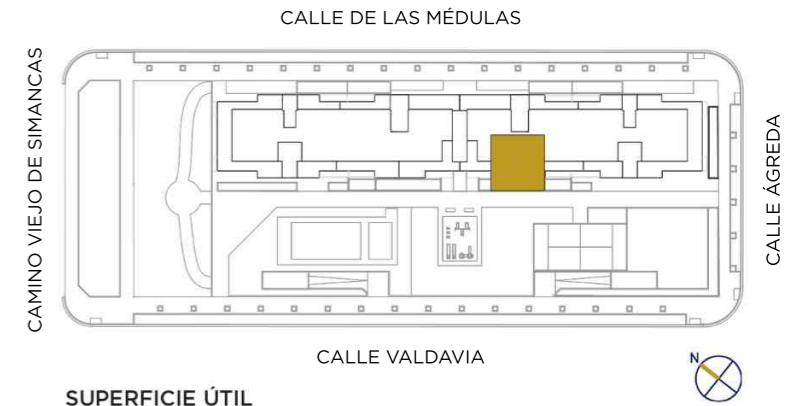 CALLE DE LAS MÉDULAS
CAMINO VIEJO DE SIMANCAS
CALLE ÁGREDA
CALLE VALDAVIA
N
SUPERFICIE ÚTIL